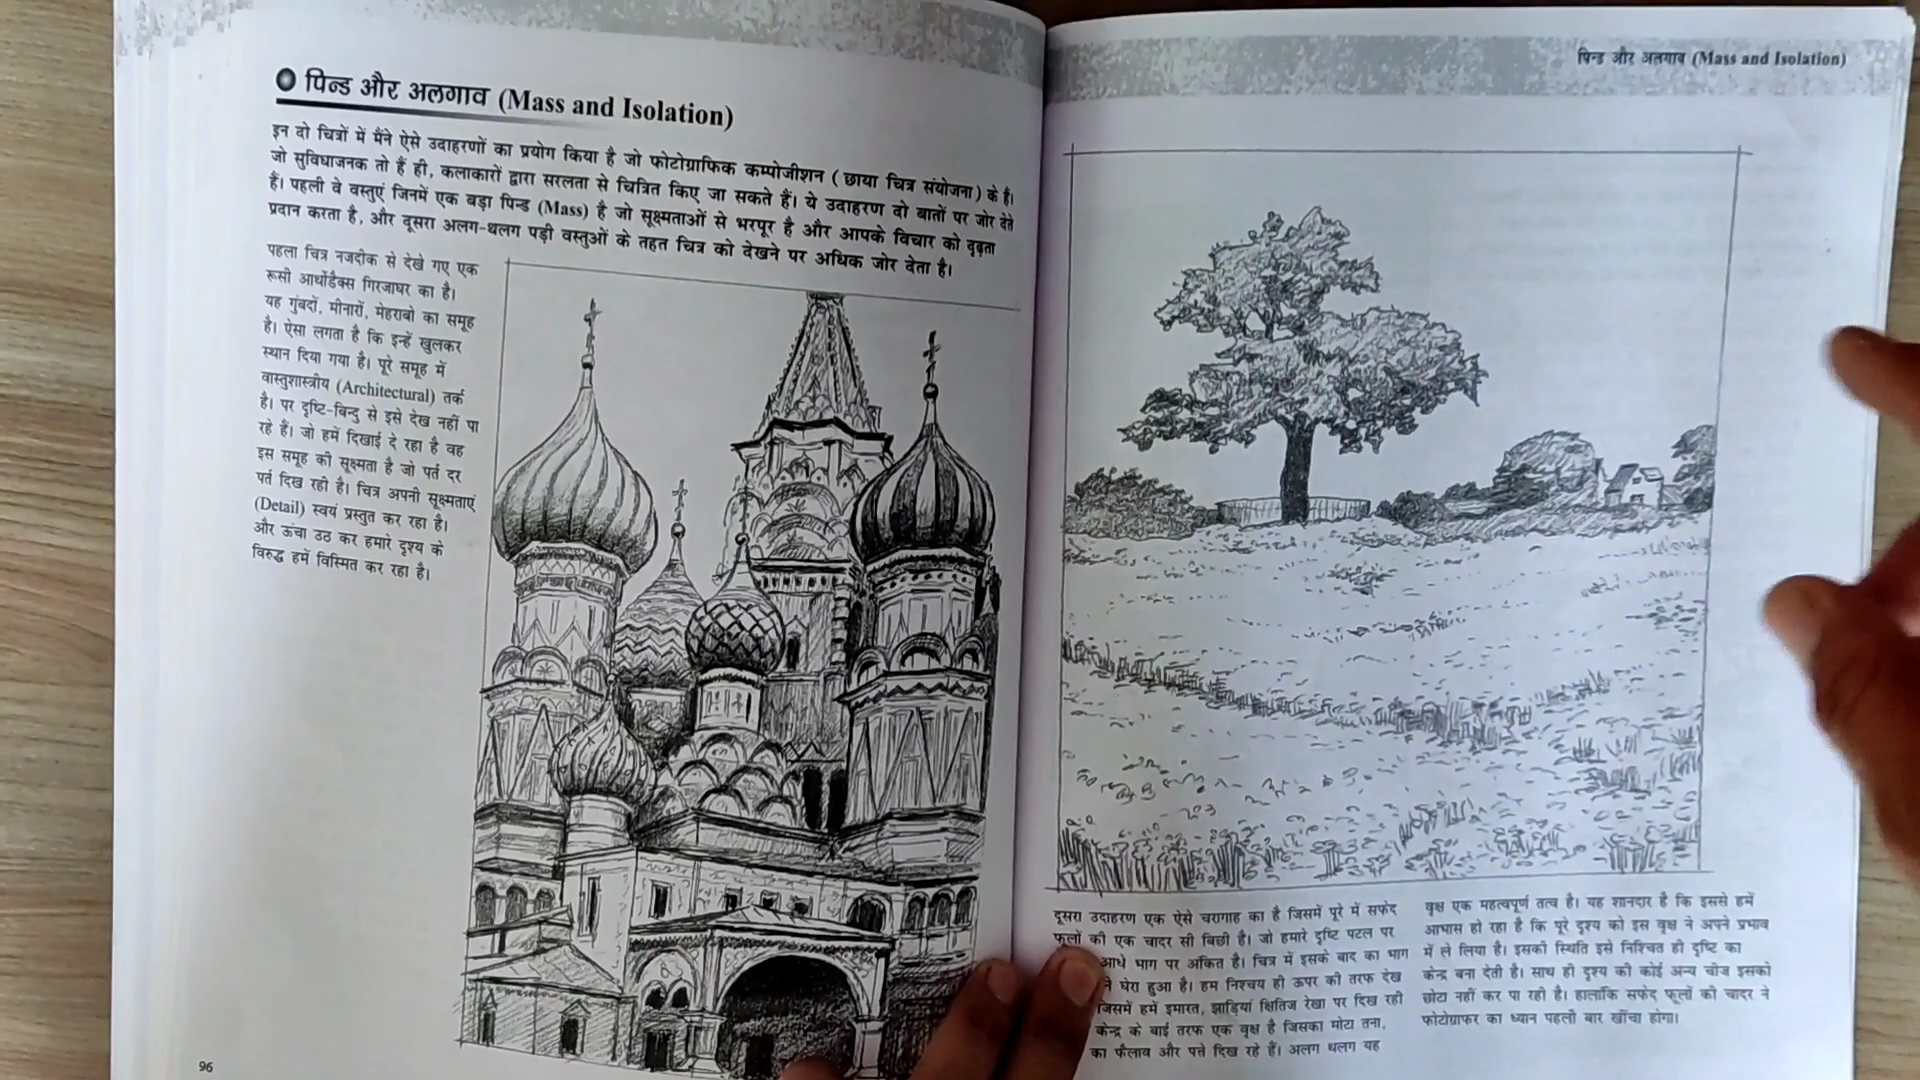 पिन्ड और अलगाव (Mass and Isolation)
इन दो चित्रों में मैंने ऐसे उदाहरणों का प्रयोग किया है जो फोटोग्राफिक कम्पोजीशन ( छाया चित्र संयोजना ) के हैं।
जो सुविधाजनक तो हैं ही, कलाकारों द्वारा सरलता से चित्रित किए जा सकते हैं। ये उदाहरण दो बातों पर जोर देते
हैं। पहली वे वस्तुएं जिनमें एक बड़ा पिन्ड (Mass) है जो सूक्ष्मताओं से भरपूर है और आपके विचार को दृढ़ता
प्रदान करता है, और दूसरा अलग-थलग पड़ी वस्तुओं के तहत चित्र को देखने पर अधिक जोर देता है।
पहला चित्र नजदीक से देखे गए एक
रूसी आर्थोडैक्स गिरजाघर का है।
यह गुंबदों, मीनारों, मेहराबो का समूह
है। ऐसा लगता है कि इन्हें खुलकर
स्थान दिया गया है। पूरे समूह में
वास्तुशास्त्रीय (Architectural) तर्क
है। पर दृष्टि-बिन्दु से इसे देख नहीं पा
रहे हैं। जो हमें दिखाई दे रहा है वह
इस समूह की सूक्ष्मता है जो पर्त दर
पर्त दिख रही है। चित्र अपनी सूक्ष्मताएं
(Detail) स्वयं प्रस्तुत कर रहा है।
और ऊंचा उठ कर हमारे दृश्य के
विरुद्ध हमें विस्मित कर रहा है।
96
पिन्ड और अलगाव (Mass and Isolation)
दूसरा उदाहरण एक ऐसे चरागाह का है जिसमें पूरे में सफेद
फूलों की एक चादर सी बिछी है। जो हमारे दृष्टि पटल पर
आधे भाग पर अंकित है। चित्र में इसके बाद का भाग
ने घेरा हुआ है। हम निश्चय ही ऊपर की तरफ देख
जिसमें हमें इमारत, झाड़ियां क्षितिज रेखा पर दिख रही
केन्द्र के बाईं तरफ एक वृक्ष है जिसका मोटा तना,
का फैलाव और पत्ते दिख रहे हैं। अलग थलग यह
वृक्ष एक महत्वपूर्ण तत्व है। यह शानदार है कि इससे हमें
आभास हो रहा है कि पूरे दृश्य को इस वृक्ष ने अपने प्रभाव
में ले लिया है। इसकी स्थिति इसे निश्चित ही दृष्टि का
केन्द्र बना देती है। साथ ही दृश्य की कोई अन्य चीज इसको
छोटा नहीं कर पा रही है। हालाँकि सफेद फूलों की चादर ने
फोटोग्राफर का ध्यान पहली बार खींचा होगा।